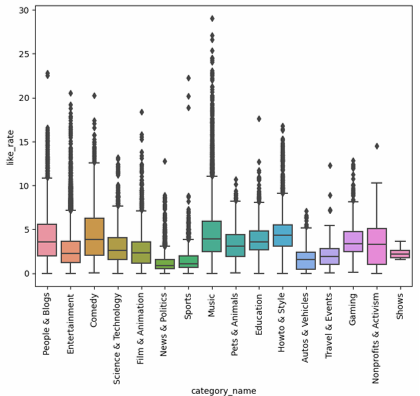 30
25
20
15
10
5
0
like_rate
People & Blogs
Entertainment
Comedy
Science & Technology
Film & Animation
News & Politics
Sports
Music
Pets & Animals
Education
Howto & Style
Autos & Vehicles
Travel & Events
Gaming
Nonprofits & Activism
Shows
category_name